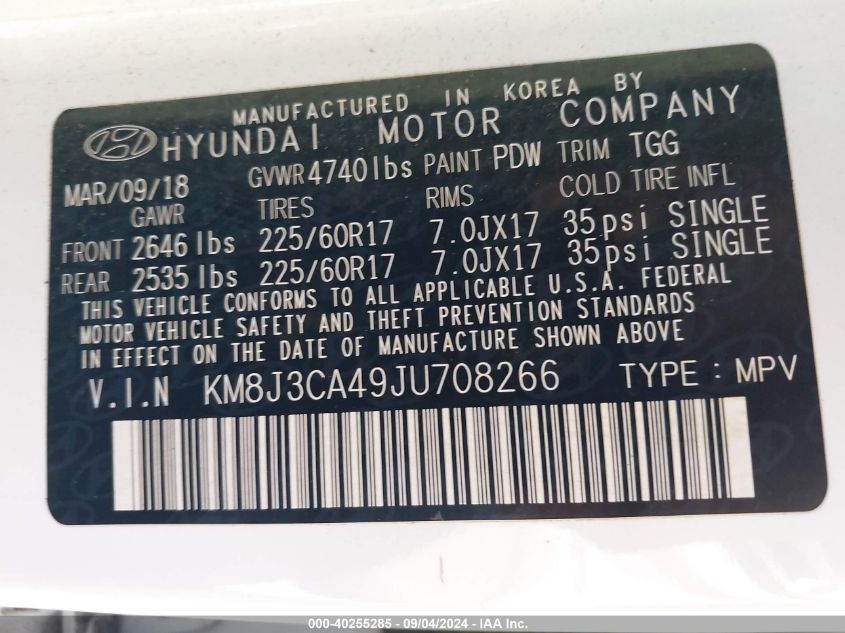 MANUFACTURED IN KOREA BY
HYUNDAI MOTOR COMPANY
MAR/09/18 GVWR 4740lbs PAINT PDW TRIM TGG
GAWR TIRES RIMS COLD TIRE INFL
FRONT 2646 lbs 225/60R17 7.0JX17 35psi SINGLE
REAR 2535 lbs 225/60R17 7.0JX17 35psi SINGLE
THIS VEHICLE CONFORMS TO ALL APPLICABLE U.S.A. FEDERAL
MOTOR VEHICLE SAFETY AND THEFT PREVENTION STANDARDS
IN EFFECT ON THE DATE OF MANUFACTURE SHOWN ABOVE
V.I.N KM8J3CA49JU708266 TYPE : MPV
000-40255285 - 09/04/2024 - IAA Inc.